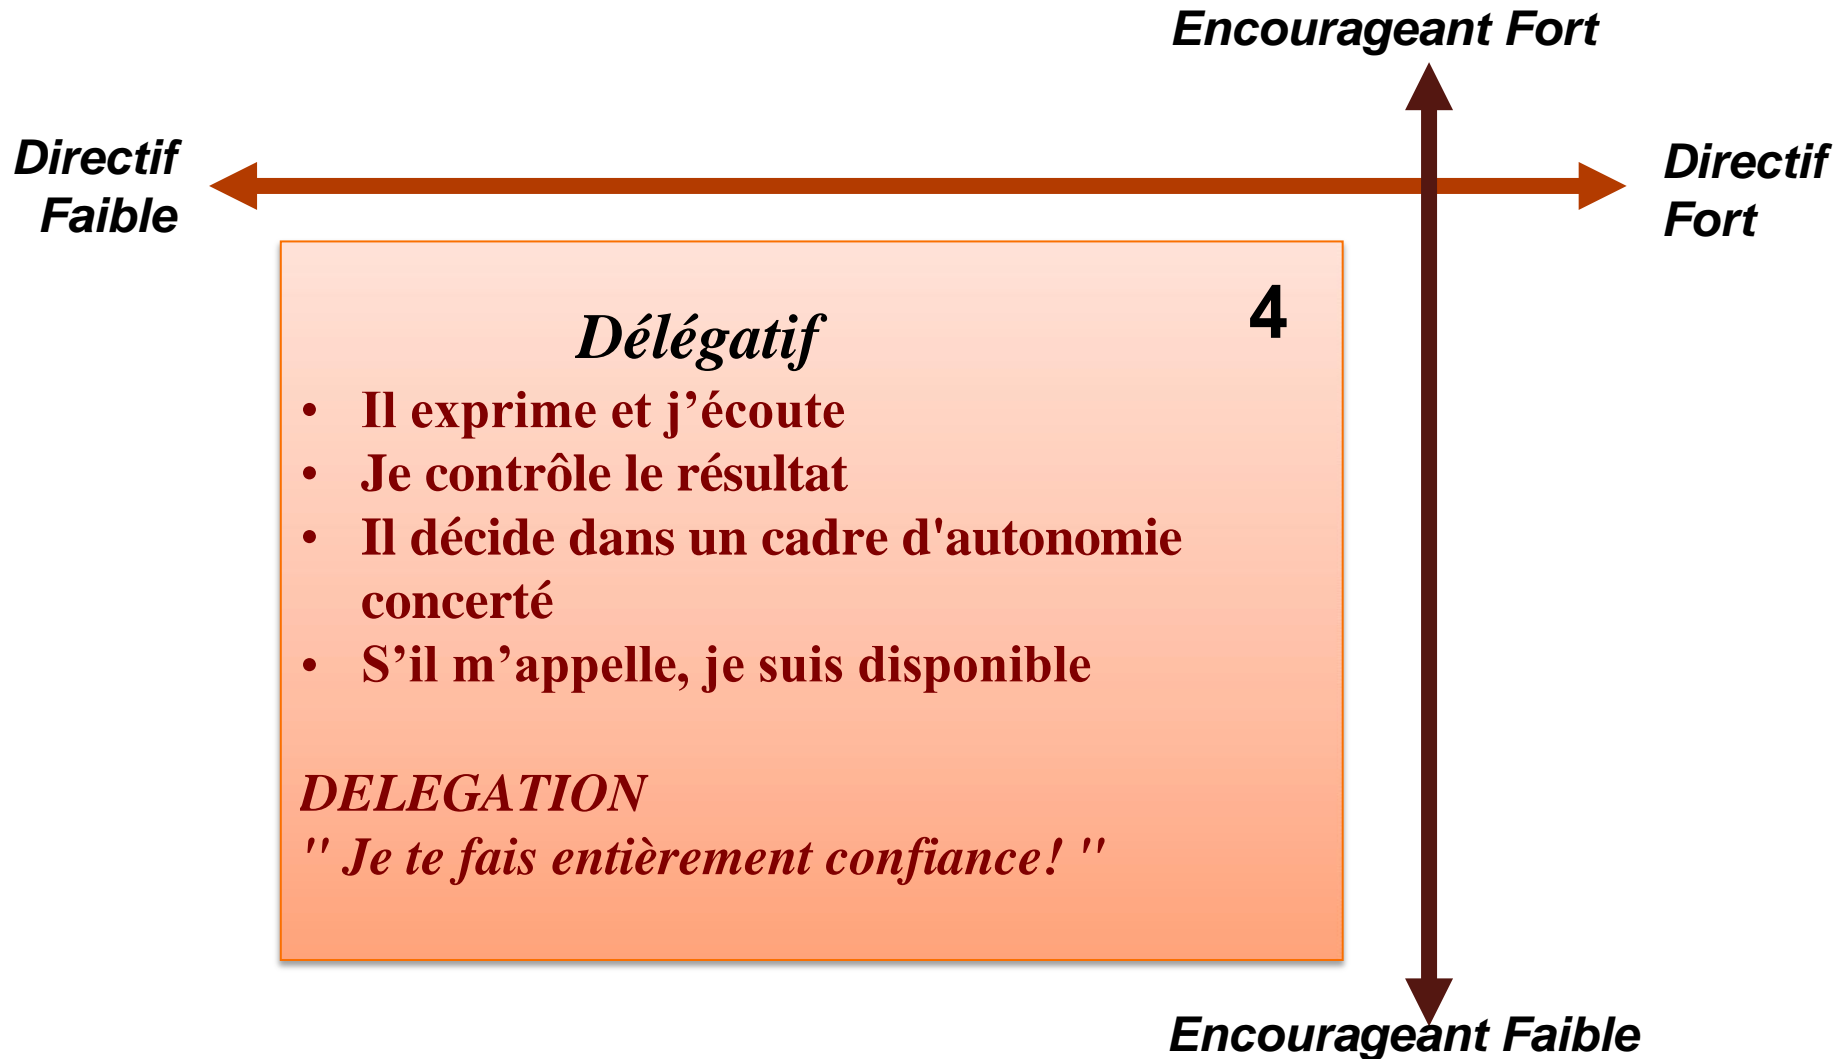 Encourageant Fort
Directif
Faible
Directif
Fort
4
Délégatif
• Il exprime et j’écoute
• Je contrôle le résultat
• Il décide dans un cadre d'autonomie
concerté
• S’il m’appelle, je suis disponible
DELEGATION
" Je te fais entièrement confiance! "
Encourageant Faible